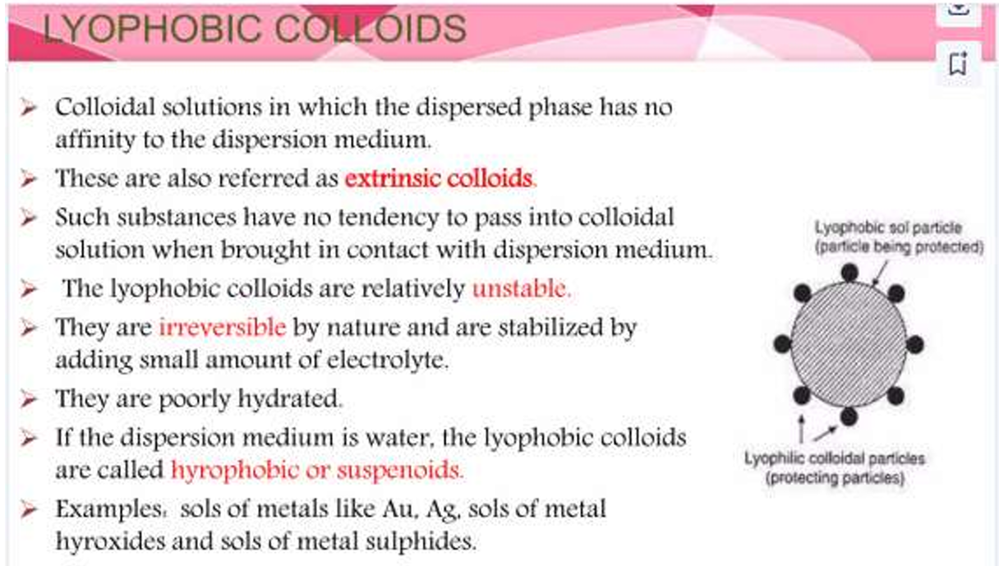 LYOPHOBIC COLLOIDS
Colloidal solutions in which the dispersed phase has no
affinity to the dispersion medium.
These are also referred as extrinsic colloids.
Such substances have no tendency to pass into colloidal
solution when brought in contact with dispersion medium.
The lyophobic colloids are relatively unstable.
They are irreversible by nature and are stabilized by
adding small amount of electrolyte.
They are poorly hydrated.
If the dispersion medium is water, the lyophobic colloids
are called hyrophobic or suspenoids.
Examples: sols of metals like Au, Ag, sols of metal
hyroxides and sols of metal sulphides.
Lyophobic sol particle
(particle being protected)
Lyophilic colloidal particles
(protecting particles)